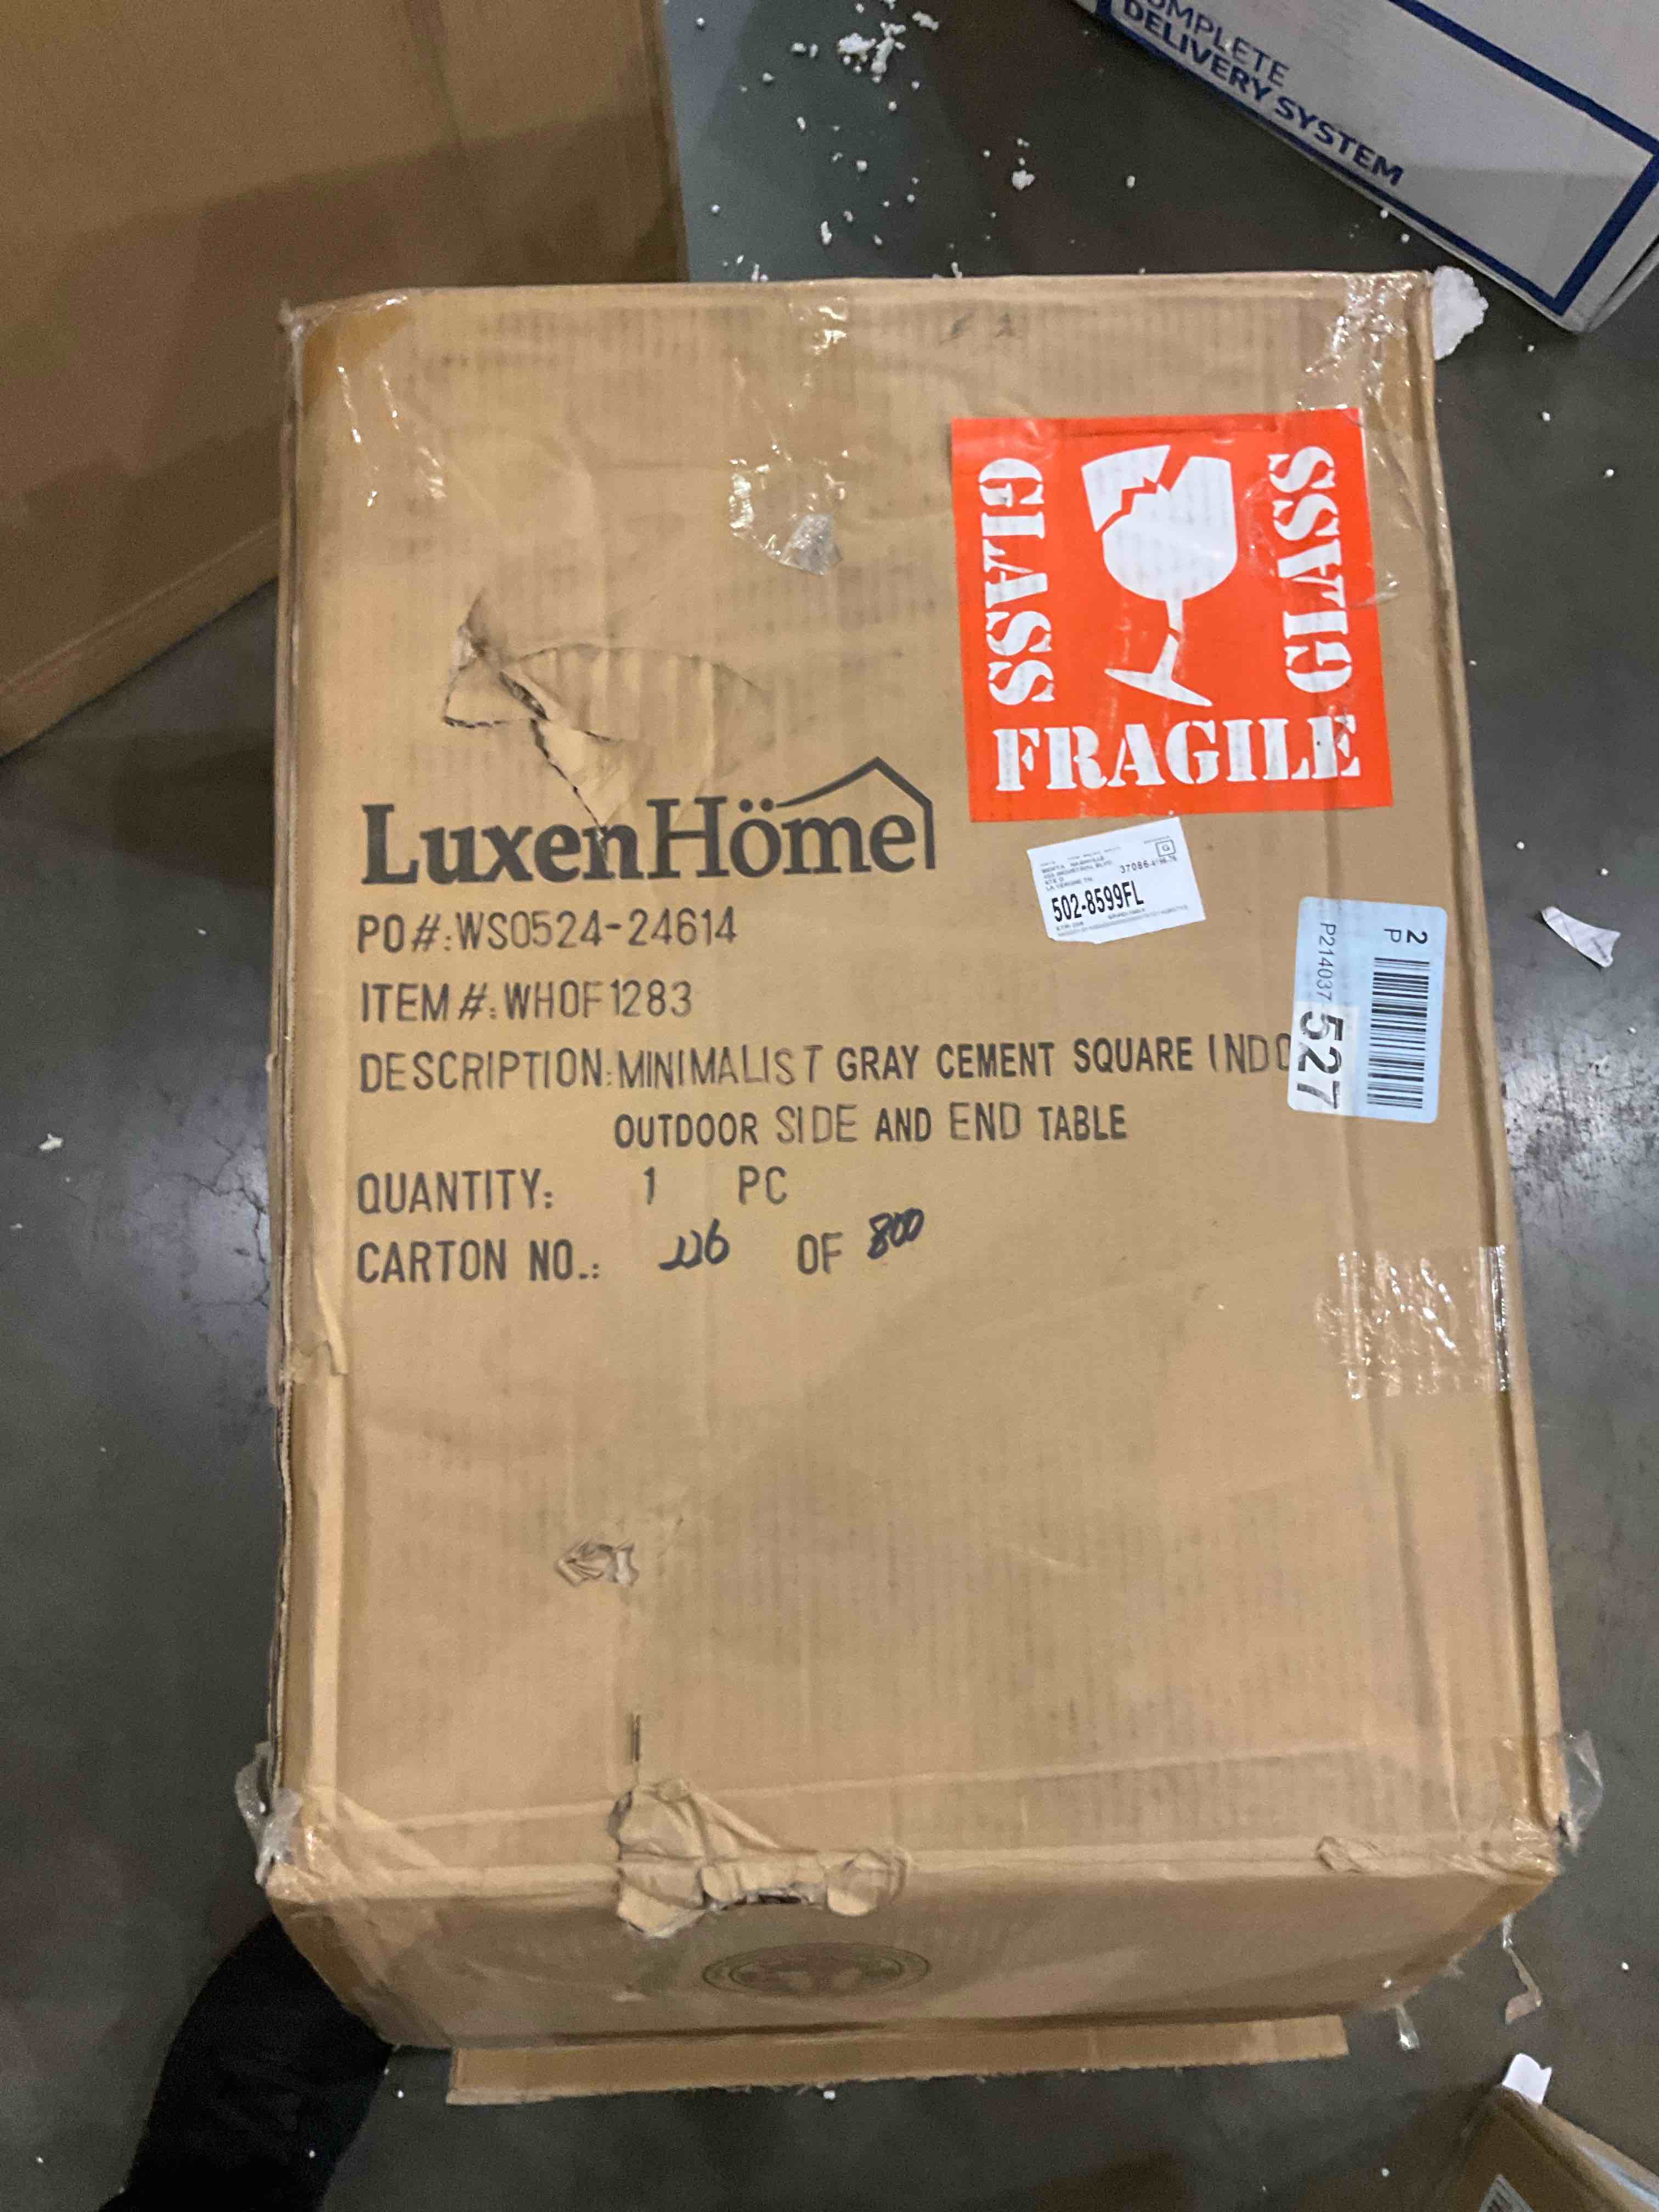 COMPLETE
DELIVERY SYSTEM
GLASS
GLASS
FRAGILE
LuxenHöme
PO#:WS0524-24614
ITEM#:WHOF1283
DESCRIPTION:MINIMALIST GRAY CEMENT SQUARE INDO
OUTDOOR SIDE AND END TABLE
QUANTITY: 1 PC
CARTON NO.: 226 OF 800
G
37086
502-8599FL
2
P
P214037 527